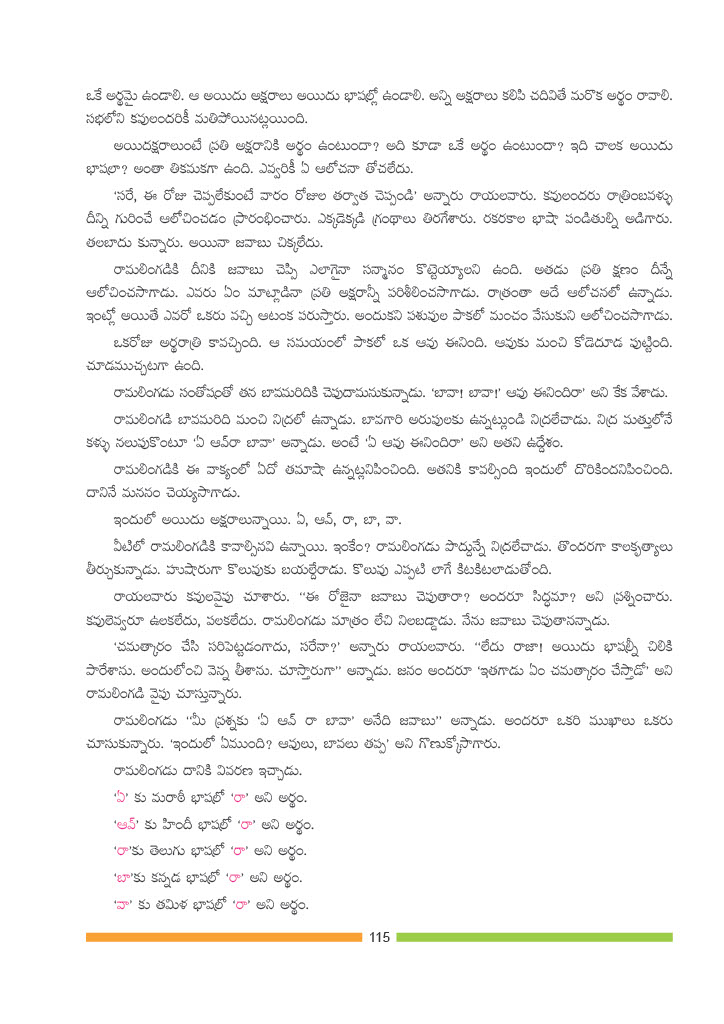 ఒకే అర్థమై ఉండాలి. ఆ అయిదు అక్షరాలు అయిదు భాషల్లో ఉండాలి. అన్ని అక్షరాలు కలిపి చదివితే మరొక అర్థం రావాలి.
సభలోని కవులందరికీ మతిపోయినట్లయింది.
అయిదక్షరాలుంటే ప్రతి అక్షరానికి అర్థం ఉంటుందా? అది కూడా ఒకే అర్థం ఉంటుందా? ఇది చాలక అయిదు
భాషలా? అంతా తికమకగా ఉంది. ఎవ్వరికీ ఏ ఆలోచనా తోచలేదు.
‘సరే, ఈ రోజు చెప్పలేకుంటే వారం రోజుల తర్వాత చెప్పండి’ అన్నారు రాయలవారు. కవులందరు రాత్రింబవళ్ళు
దీన్ని గురించే ఆలోచించడం ప్రారంభించారు. ఎక్కడెక్కడి గ్రంథాలు తిరగేశారు. రకరకాల భాషా పండితుల్ని అడిగారు.
తలబాదు కున్నారు. అయినా జవాబు చిక్కలేదు.
రామలింగడికి దీనికి జవాబు చెప్పి ఎలాగైనా సన్మానం కొట్టెయ్యాలని ఉంది. అతడు ప్రతి క్షణం దీన్నే
ఆలోచించసాగాడు. ఎవరు ఏం మాట్లాడినా ప్రతి అక్షరాన్నీ పరిశీలించసాగాడు. రాత్రంతా అదే ఆలోచనలో ఉన్నాడు.
ఇంట్లో అయితే ఎవరో ఒకరు వచ్చి ఆటంక పరుస్తారు. అందుకని పశువుల పాకలో మంచం వేసుకుని ఆలోచించసాగాడు.
ఒకరోజు అర్థరాత్రి కావచ్చింది. ఆ సమయంలో పాకలో ఒక ఆవు ఈనింది. ఆవుకు మంచి కోడెదూడ పుట్టింది.
చూడముచ్చటగా ఉంది.
రామలింగడు సంతోషంతో తన బావమరిదికి చెపుదామనుకున్నాడు. ‘బావా! బావా!’ ఆవు ఈనిందిరా’ అని కేక వేశాడు.
రామలింగడి బావమరిది మంచి నిద్రలో ఉన్నాడు. బావగారి అరుపులకు ఉన్నట్లుండి నిద్రలేచాడు. నిద్ర మత్తులోనే
కళ్ళు నలుపుకొంటూ ‘ఏ ఆవ్‌రా బావా’ అన్నాడు. అంటే ‘ఏ ఆవు ఈనిందిరా’ అని అతని ఉద్దేశం.
రామలింగడికి ఈ వాక్యంలో ఏదో తమాషా ఉన్నట్లనిపించింది. అతనికి కావల్సింది ఇందులో దొరికిందనిపించింది.
దానినే మననం చెయ్యసాగాడు.
ఇందులో అయిదు అక్షరాలున్నాయి. ఏ, ఆవ్, రా, బా, వా.
వీటిలో రామలింగడికి కావాల్సినవి ఉన్నాయి. ఇంకేం? రామలింగడు పొద్దున్నే నిద్రలేచాడు. తొందరగా కాలకృత్యాలు
తీర్చుకున్నాడు. హుషారుగా కొలువుకు బయల్దేరాడు. కొలువు ఎప్పటి లాగే కిటకిటలాడుతోంది.
రాయలవారు కవులవైపు చూశారు. “ఈ రోజైనా జవాబు చెపుతారా? అందరూ సిద్ధమా? అని ప్రశ్నించారు.
కవులెవ్వరూ ఉలకలేదు, పలకలేదు. రామలింగడు మాత్రం లేచి నిలబడ్డాడు. నేను జవాబు చెపుతానన్నాడు.
‘చమత్కారం చేసి సరిపెట్టడంగాదు, సరేనా?’ అన్నారు రాయలవారు. “లేదు రాజా! అయిదు భాషల్నీ చిలికి
పారేశాను. అందులోంచి వెన్న తీశాను. చూస్తారుగా” అన్నాడు. జనం అందరూ ‘ఇతగాడు ఏం చమత్కారం చేస్తాడో’ అని
రామలింగడి వైపు చూస్తున్నారు.
రామలింగడు “మీ ప్రశ్నకు ‘ఏ ఆవ్ రా బావా’ అనేది జవాబు” అన్నాడు. అందరూ ఒకరి ముఖాలు ఒకరు
చూసుకున్నారు. ‘ఇందులో ఏముంది? ఆవులు, బావలు తప్ప’ అని గొణుక్కోసాగారు.
రామలింగడు దానికి వివరణ ఇచ్చాడు.
‘ఏ’ కు మరాఠీ భాషలో ‘రా’ అని అర్థం.
‘ఆవ్’ కు హిందీ భాషలో ‘రా’ అని అర్థం.
‘రా’కు తెలుగు భాషలో ‘రా’ అని అర్థం.
‘బా’కు కన్నడ భాషలో ‘రా’ అని అర్థం.
‘వా’ కు తమిళ భాషలో ‘రా’ అని అర్థం.
115